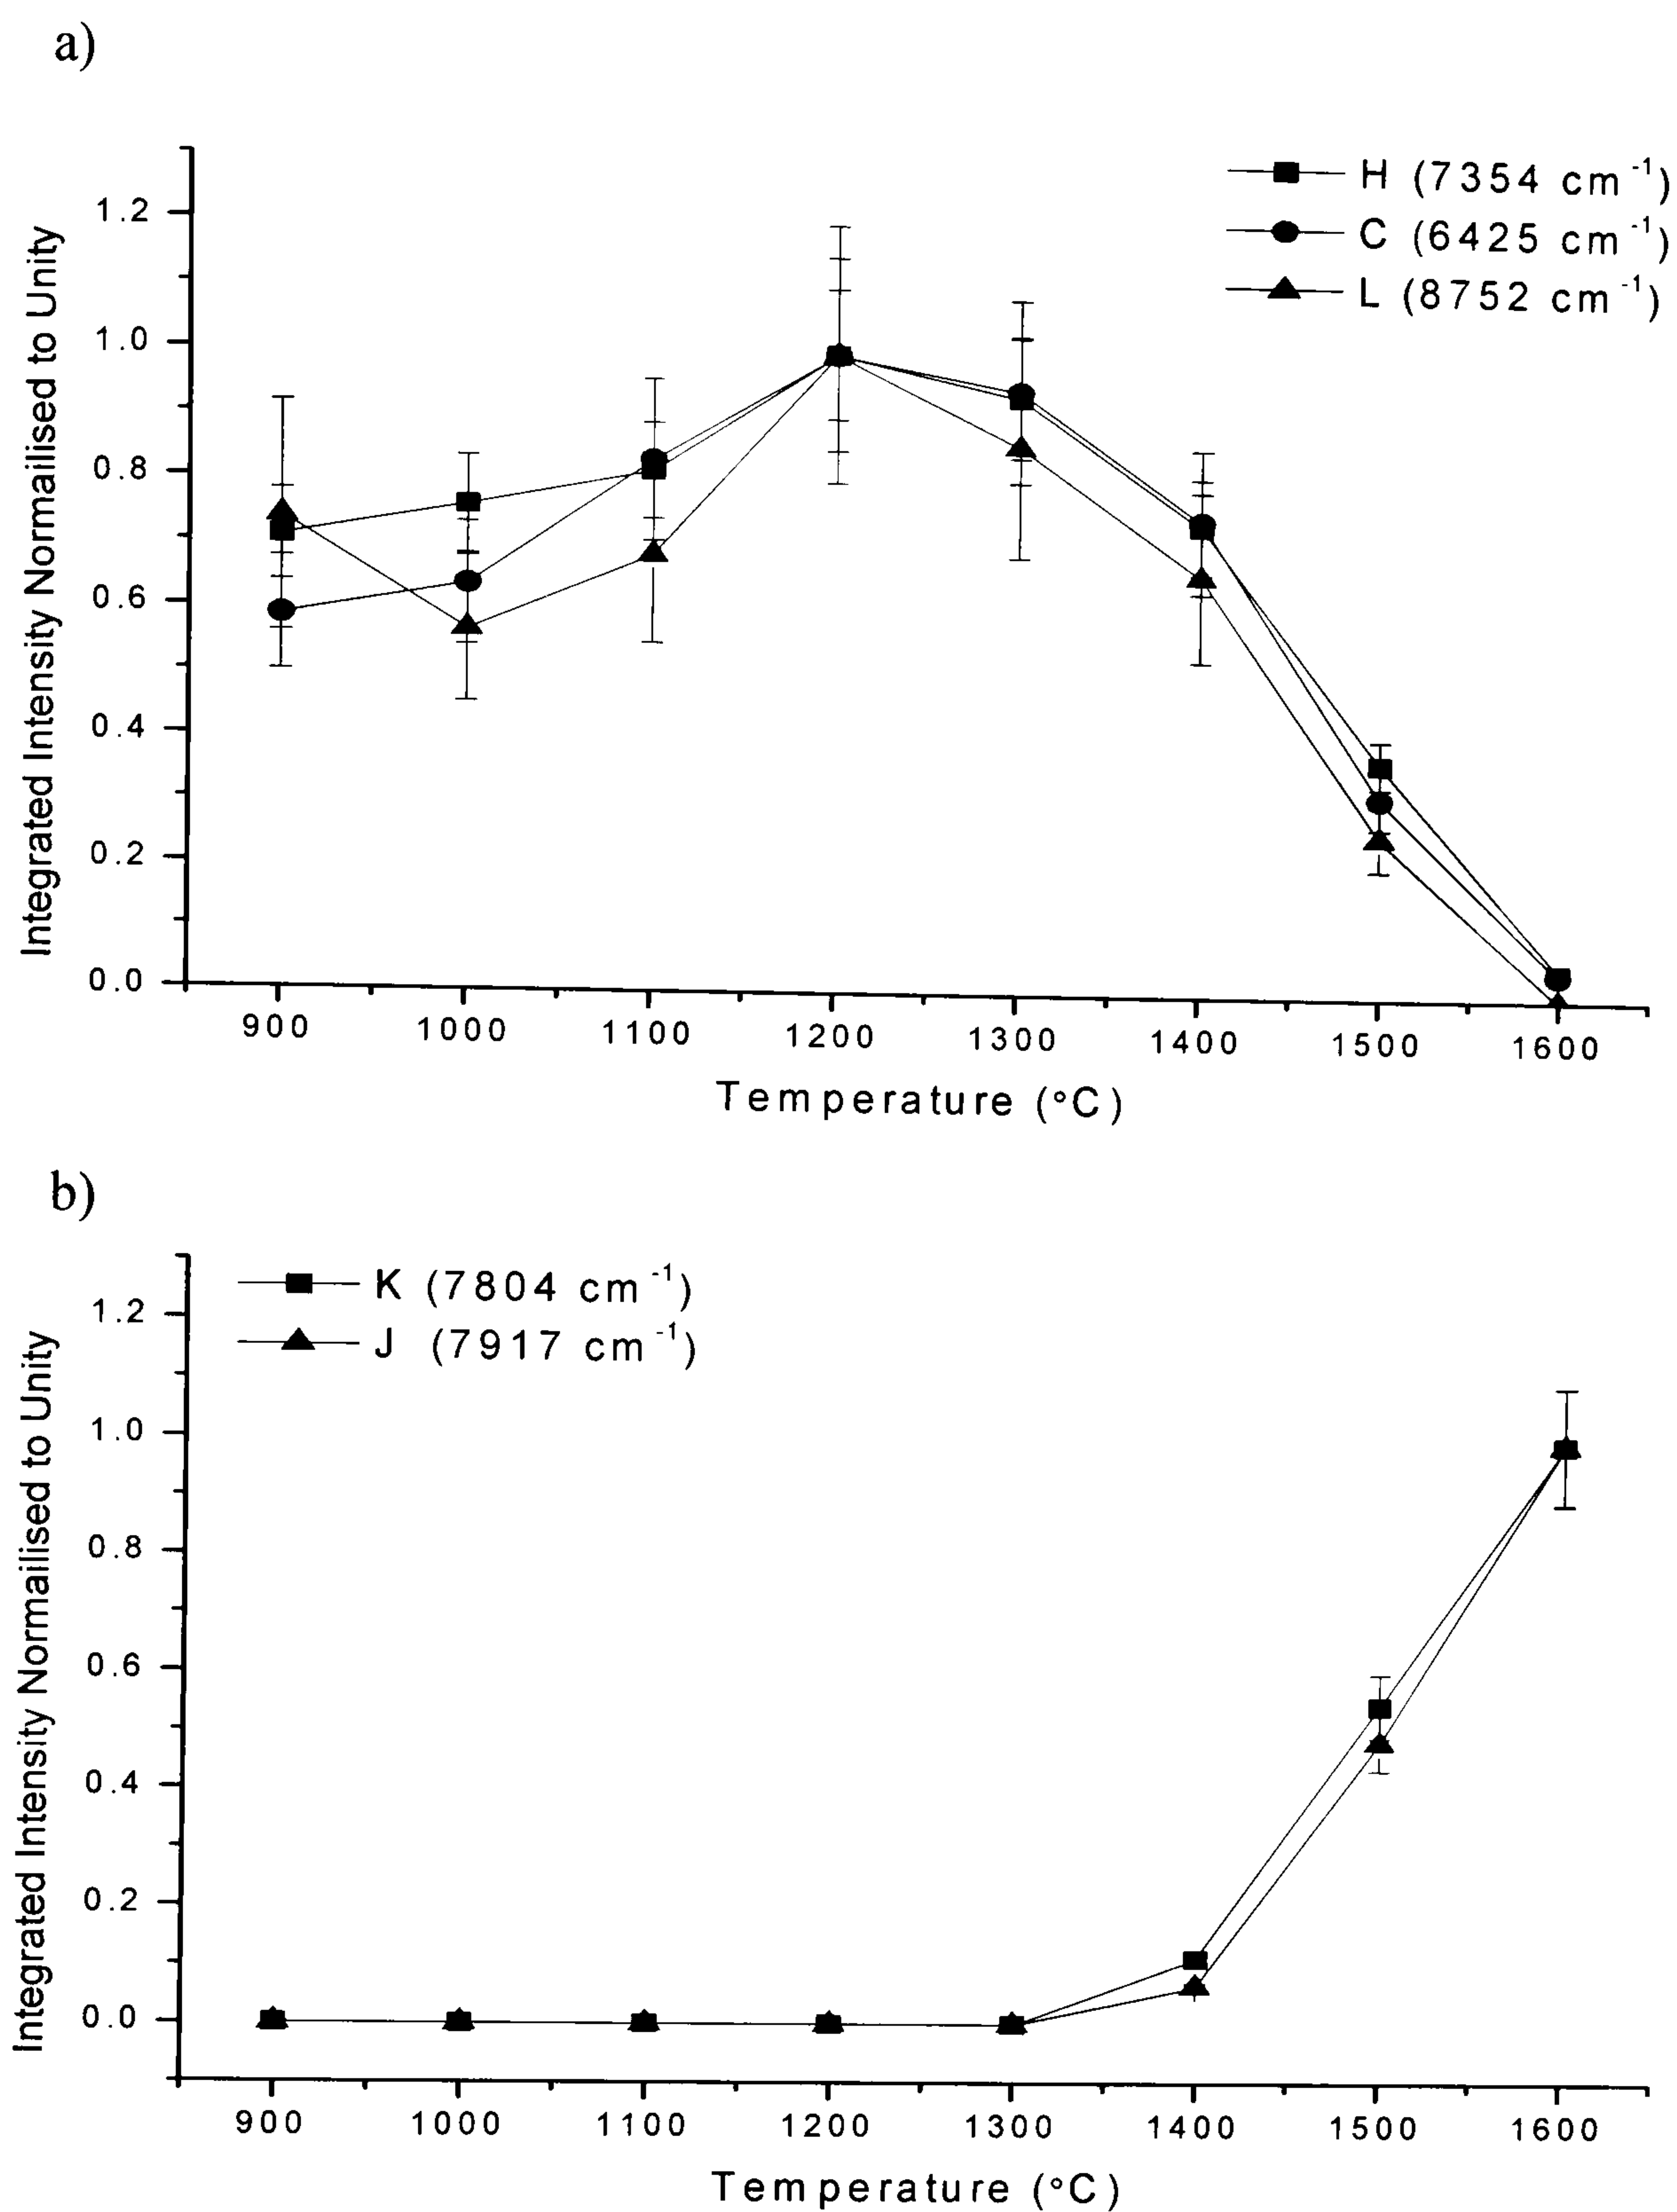 a)
H (7354 cm⁻¹)
C (6425 cm⁻¹)
L (8752 cm⁻¹)
Integrated Intensity Normailised to Unity
1.2
1.0
0.8
0.6
0.4
0.2
0.0
900 1000 1100 1200 1300 1400 1500 1600
Temperature (°C)
b)
K (7804 cm⁻¹)
J (7917 cm⁻¹)
Integrated Intensity Normailised to Unity
1.2
1.0
0.8
0.6
0.4
0.2
0.0
900 1000 1100 1200 1300 1400 1500 1600
Temperature (°C)